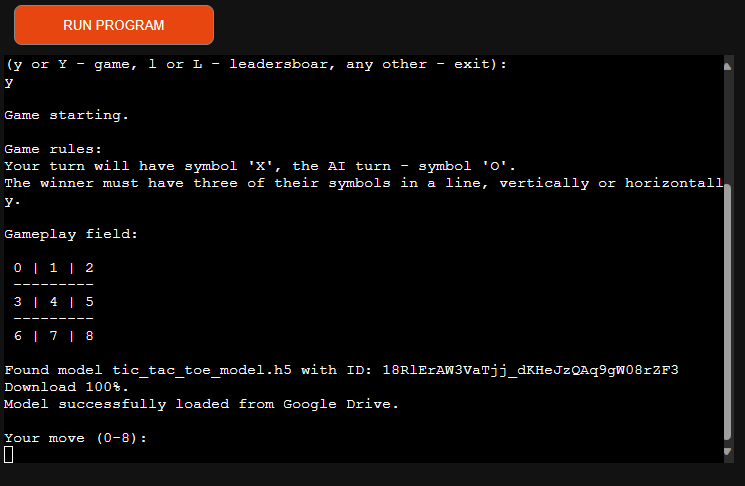 RUN PROGRAM
(y or Y - game, l or L - leadersboar, any other - exit):
y
Game starting.
Game rules:
Your turn will have symbol 'X', the AI turn - symbol 'O'.
The winner must have three of their symbols in a line, vertically or horizontall
y.
Gameplay field:
0 | 1 | 2
---------
3 | 4 | 5
---------
6 | 7 | 8
Found model tic_tac_toe_model.h5 with ID: 18RlErAW3VaTjj_dKHeJzQAq9gW08rZF3
Download 100%.
Model successfully loaded from Google Drive.
Your move (0-8):